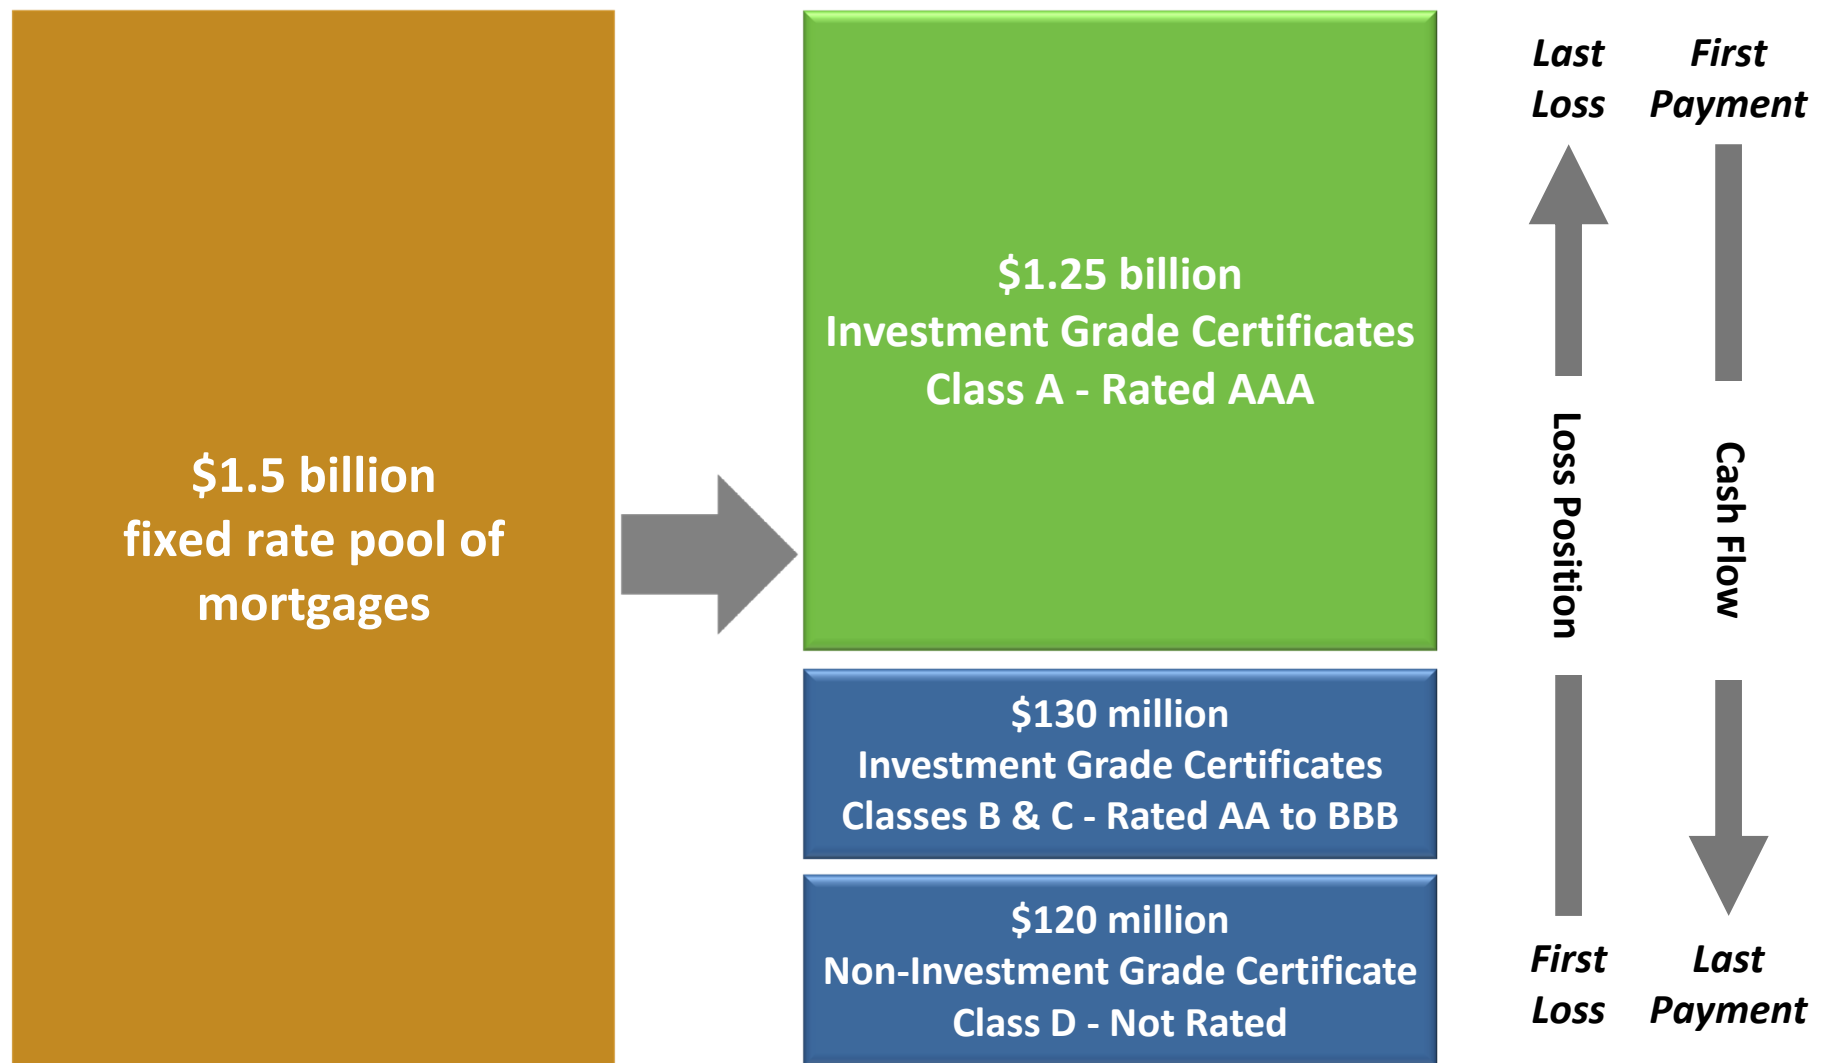 $1.5 billion
fixed rate pool of
mortgages
$1.25 billion
Investment Grade Certificates
Class A - Rated AAA
$130 million
Investment Grade Certificates
Classes B & C - Rated AA to BBB
$120 million
Non-Investment Grade Certificate
Class D - Not Rated
Last
Loss
Loss Position
First
Loss
First
Payment
Cash Flow
Last
Payment